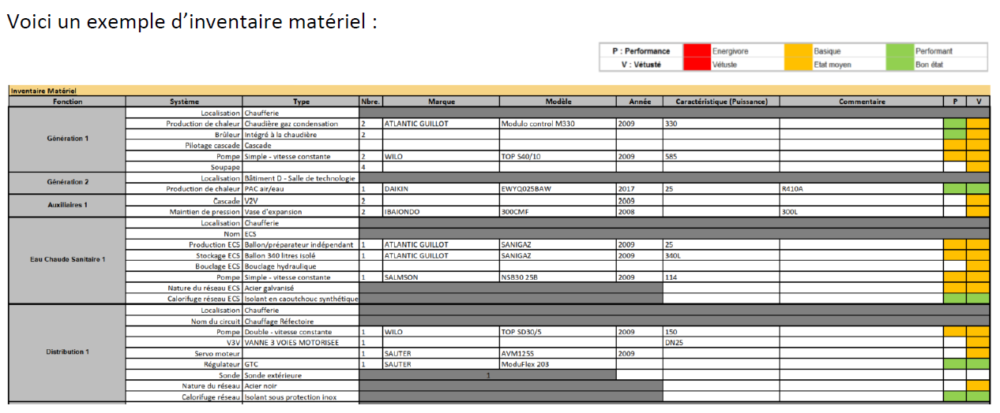 Voici un exemple d'inventaire matériel :
P : Performance Energivore Basique Performant
V : Vétusté Vétuste Etat moyen Bon état
Inventaire Matériel
Fonction Système Type Nbre. Marque Modèle Année Caractéristique (Puissance) Commentaire P V
Localisation Chaufferie
Production de chaleur Chaudière gaz condensation 2 ATLANTIC GUILLOT Modulo control M330 2009 330
Génération 1 Brûleur Intégré à la chaudière 2
Pilotage cascade Cascade
Pompe Simple - vitesse constante 2 WILO TOP S40/10 2009 585
Soupape 4
Génération 2 Localisation Bâtiment D - Salle de technologie
Production de chaleur PAC air/eau 1 DAIKIN EWYQ025BAW 2017 25 R410A
Auxiliaires 1 Cascade V2V 2 2009
Maintien de pression Vase d'expansion 2 IBAIONDO 300CMF 2008 300L
Localisation Chaufferie
Nom ECS
Production ECS Ballon/préparateur indépendant 1 ATLANTIC GUILLOT SANIGAZ 2009 25
Eau Chaude Sanitaire 1 Stockage ECS Ballon 340 litres isolé 1 ATLANTIC GUILLOT SANIGAZ 2009 340L
Bouclage ECS Bouclage hydraulique
Pompe Simple - vitesse constante 1 SALMSON NSB30 25B 2009 114
Nature du réseau ECS Acier galvanisé
Calorifuge réseau ECS Isolant en caoutchouc synthétique
Localisation Chaufferie
Nom du circuit Chauffage Réfectoire
Pompe Double - vitesse constante 1 WILO TOP SD30/5 2009 150
V3V VANNE 3 VOIES MOTORISEE 1 DN25
Distribution 1 Servo moteur 1 SAUTER AVM125S 2009
Régulateur GTC 1 SAUTER ModuFlex 203
Sonde Sonde extérieure 1
Nature du réseau Acier noir
Calorifuge réseau Isolant sous protection inox